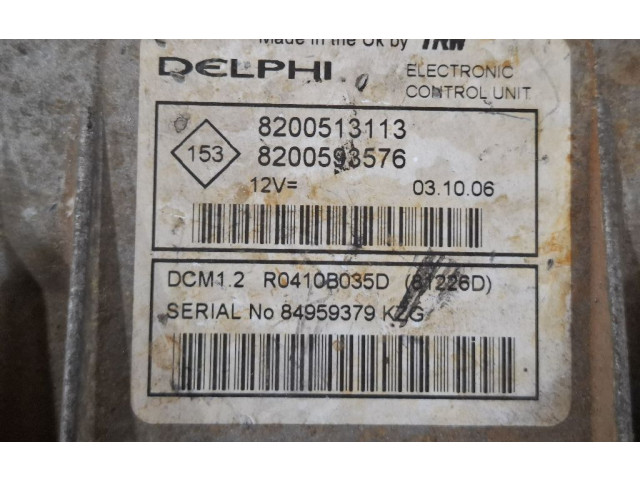 Made in the Uk by TRW
DELPHI
ELECTRONIC
CONTROL UNIT
153
8200513113
8200593576
12V=
03.10.06
DCM1.2 R0410B035D (61226D)
SERIAL No 84959379 KZG